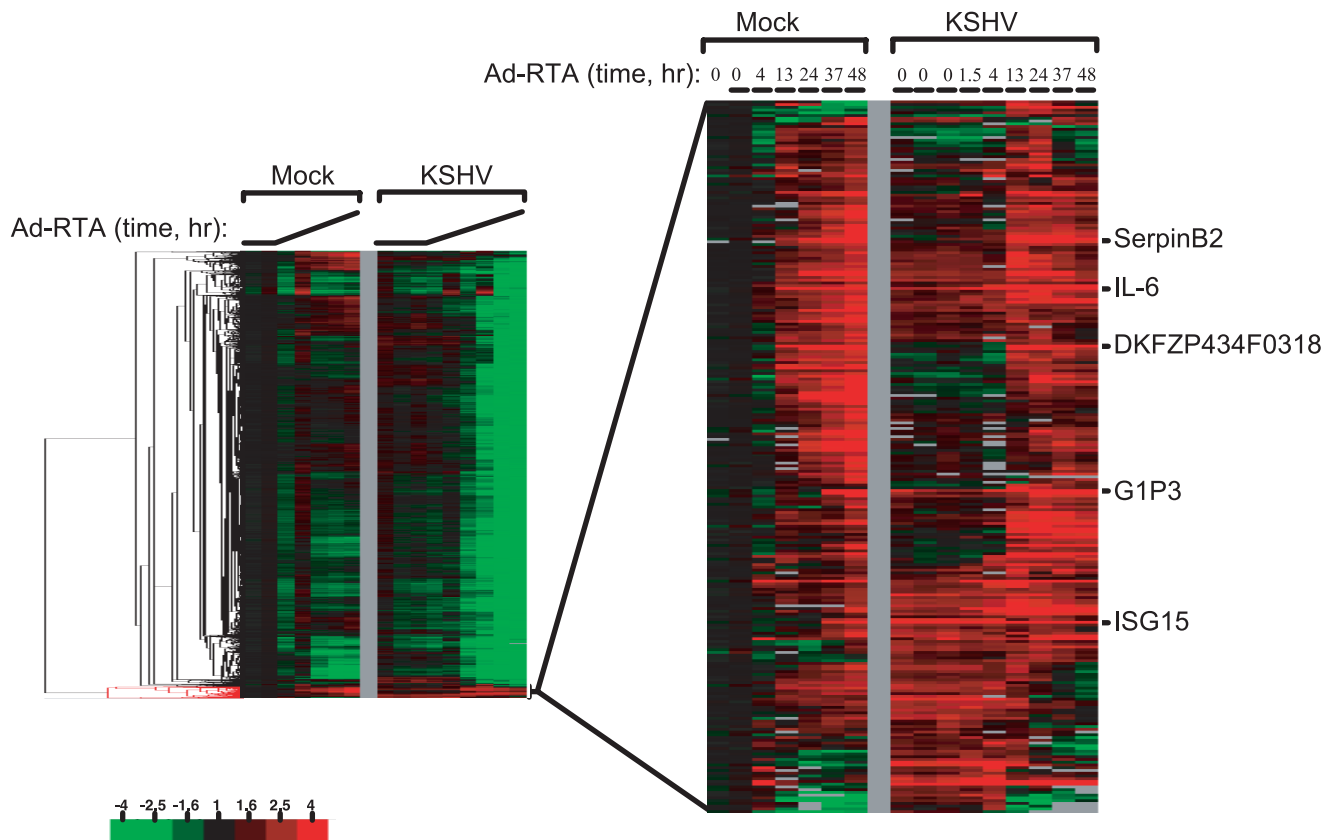 Mock KSHV
Ad-RTA (time, hr): 0 0 4 13 24 37 48 0 0 0 1.5 4 13 24 37 48
Mock KSHV
Ad-RTA (time, hr):
SerpinB2
IL-6
DKFZP434F0318
G1P3
ISG15
-4 -2,5 -1,6 1 1,6 2,5 4